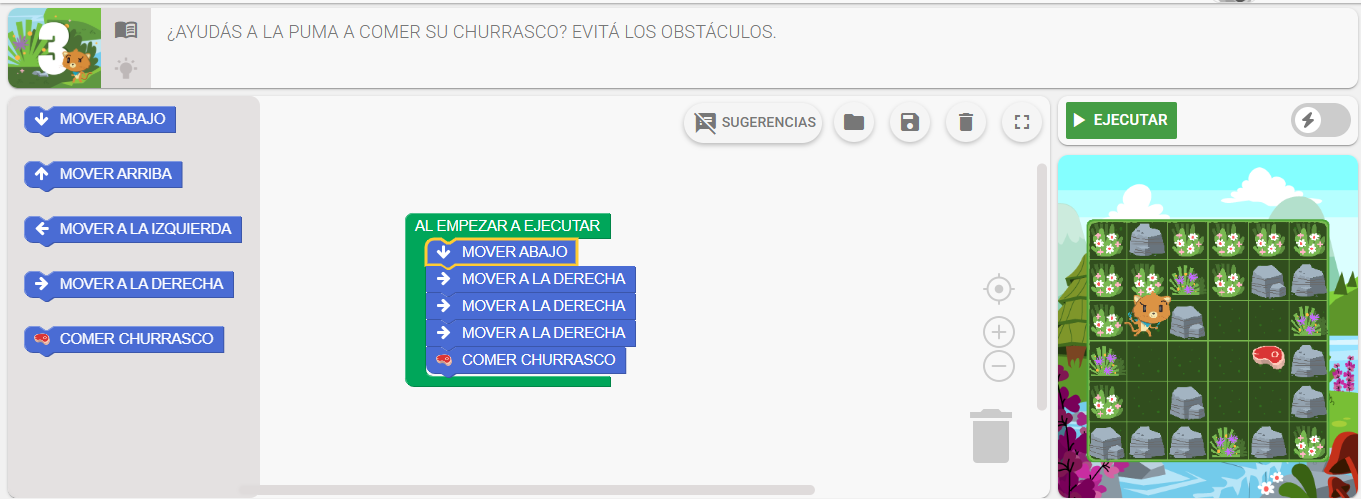 3
¿AYUDÁS A LA PUMA A COMER SU CHURRASCO? EVITÁ LOS OBSTÁCULOS.
MOVER ABAJO
MOVER ARRIBA
MOVER A LA IZQUIERDA
MOVER A LA DERECHA
COMER CHURRASCO
SUGERENCIAS
AL EMPEZAR A EJECUTAR
MOVER ABAJO
MOVER A LA DERECHA
MOVER A LA DERECHA
MOVER A LA DERECHA
COMER CHURRASCO
EJECUTAR